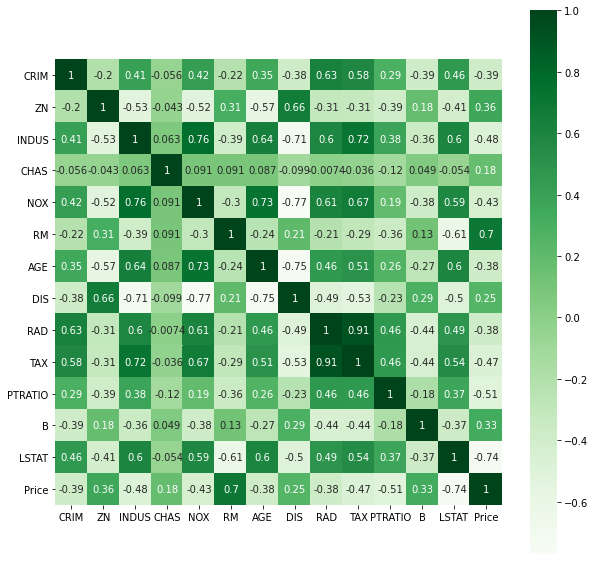 1.0
CRIM 1 -0.2 0.41 -0.056 0.42 -0.22 0.35 -0.38 0.63 0.58 0.29 -0.39 0.46 -0.39
ZN -0.2 1 -0.53 -0.043 -0.52 0.31 -0.57 0.66 -0.31 -0.31 -0.39 0.18 -0.41 0.36
0.8
INDUS 0.41 -0.53 1 0.063 0.76 -0.39 0.64 -0.71 0.6 0.72 0.38 -0.36 0.6 -0.48
0.6
CHAS -0.056 -0.043 0.063 1 0.091 0.091 0.087 -0.099 -0.0074 -0.036 -0.12 0.049 -0.054 0.18
NOX 0.42 -0.52 0.76 0.091 1 -0.3 0.73 -0.77 0.61 0.67 0.19 -0.38 0.59 -0.43
0.4
RM -0.22 0.31 -0.39 0.091 -0.3 1 -0.24 0.21 -0.21 -0.29 -0.36 0.13 -0.61 0.7
AGE 0.35 -0.57 0.64 0.087 0.73 -0.24 1 -0.75 0.46 0.51 0.26 -0.27 0.6 -0.38
0.2
DIS -0.38 0.66 -0.71 -0.099 -0.77 0.21 -0.75 1 -0.49 -0.53 -0.23 0.29 -0.5 0.25
0.0
RAD 0.63 -0.31 0.6 -0.0074 0.61 -0.21 0.46 -0.49 1 0.91 0.46 -0.44 0.49 -0.38
TAX 0.58 -0.31 0.72 -0.036 0.67 -0.29 0.51 -0.53 0.91 1 0.46 -0.44 0.54 -0.47
−0.2
PTRATIO 0.29 -0.39 0.38 -0.12 0.19 -0.36 0.26 -0.23 0.46 0.46 1 -0.18 0.37 -0.51
B -0.39 0.18 -0.36 0.049 -0.38 0.13 -0.27 0.29 -0.44 -0.44 -0.18 1 -0.37 0.33
−0.4
LSTAT 0.46 -0.41 0.6 -0.054 0.59 -0.61 0.6 -0.5 0.49 0.54 0.37 -0.37 1 -0.74
Price -0.39 0.36 -0.48 0.18 -0.43 0.7 -0.38 0.25 -0.38 -0.47 -0.51 0.33 -0.74 1
−0.6
CRIM ZN INDUS CHAS NOX RM AGE DIS RAD TAX PTRATIO B LSTAT Price